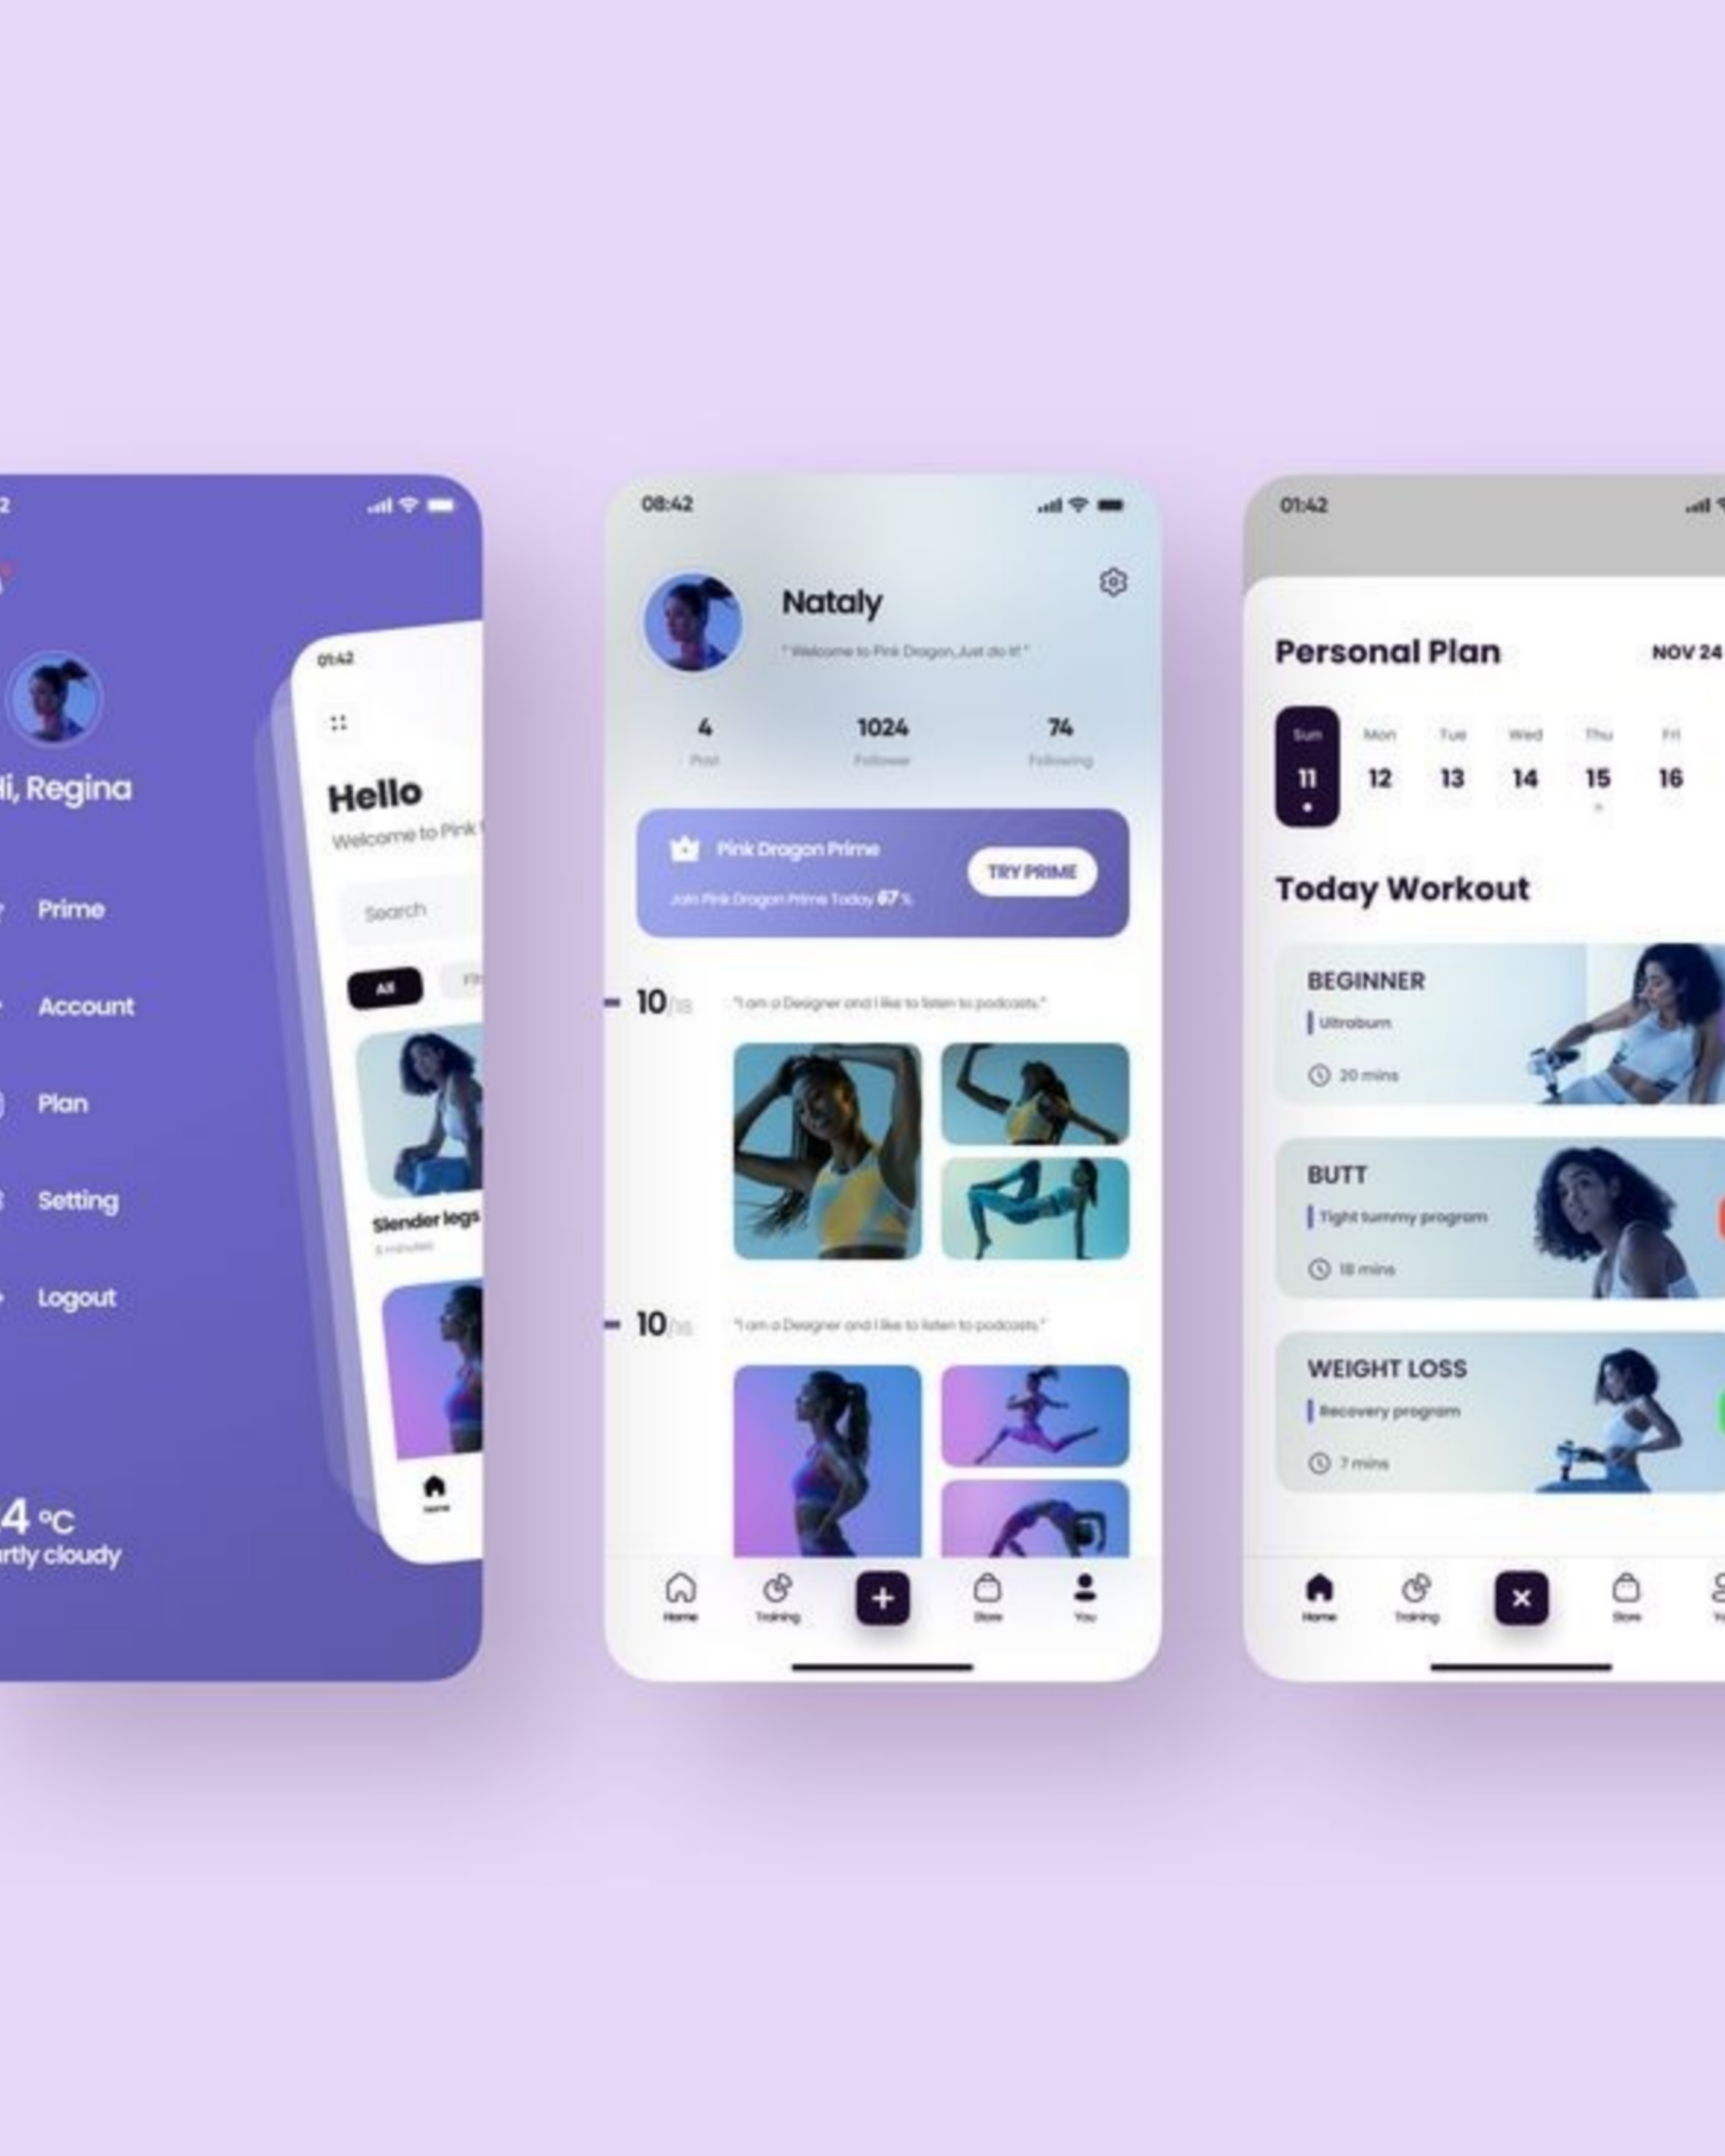 Hi, Regina
Prime
Account
Plan
Setting
Logout
4 °C
cloudy
01:42
Hello
Welcome to Pink
Search
All
Slender legs
Home
08:42
Nataly
" Welcome to Pink Dragon,Just do it! "
4
1024
74
Post
Follower
Following
Pink Dragon Prime
Join Pink Dragon Prime Today 67 %
TRY PRIME
10/18
"I am a Designer and I like to listen to podcasts."
10/16
"I am a Designer and I like to listen to podcasts."
Home
Training
Store
You
01:42
Personal Plan
NOV 24
Sun
Mon
Tue
Wed
Thu
Fri
11
12
13
14
15
16
Today Workout
BEGINNER
Ultraburn
20 mins
BUTT
Tight tummy program
18 mins
WEIGHT LOSS
Recovery program
7 mins
Home
Training
Store